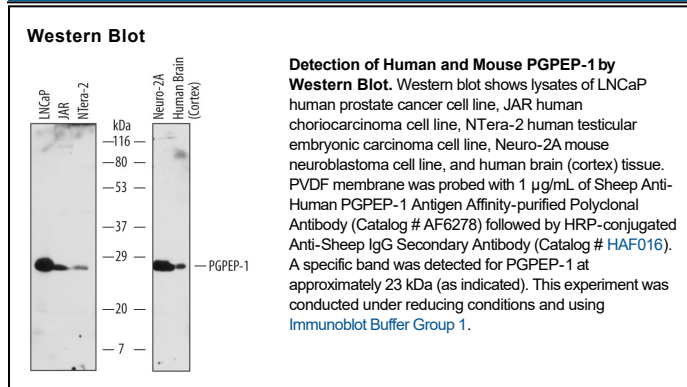 Western Blot
LNCaP
JAR
NTera-2
Neuro-2A
Human Brain
(Cortex)
kDa
—116 —
— 80 —
—53 —
—37 —
—29 —
— PGPEP-1
—20 —
— 7 —
Detection of Human and Mouse PGPEP-1 by
Western Blot. Western blot shows lysates of LNCaP
human prostate cancer cell line, JAR human
choriocarcinoma cell line, NTera-2 human testicular
embryonic carcinoma cell line, Neuro-2A mouse
neuroblastoma cell line, and human brain (cortex) tissue.
PVDF membrane was probed with 1 µg/mL of Sheep Anti-
Human PGPEP-1 Antigen Affinity-purified Polyclonal
Antibody (Catalog # AF6278) followed by HRP-conjugated
Anti-Sheep IgG Secondary Antibody (Catalog # HAF016).
A specific band was detected for PGPEP-1 at
approximately 23 kDa (as indicated). This experiment was
conducted under reducing conditions and using
Immunoblot Buffer Group 1.